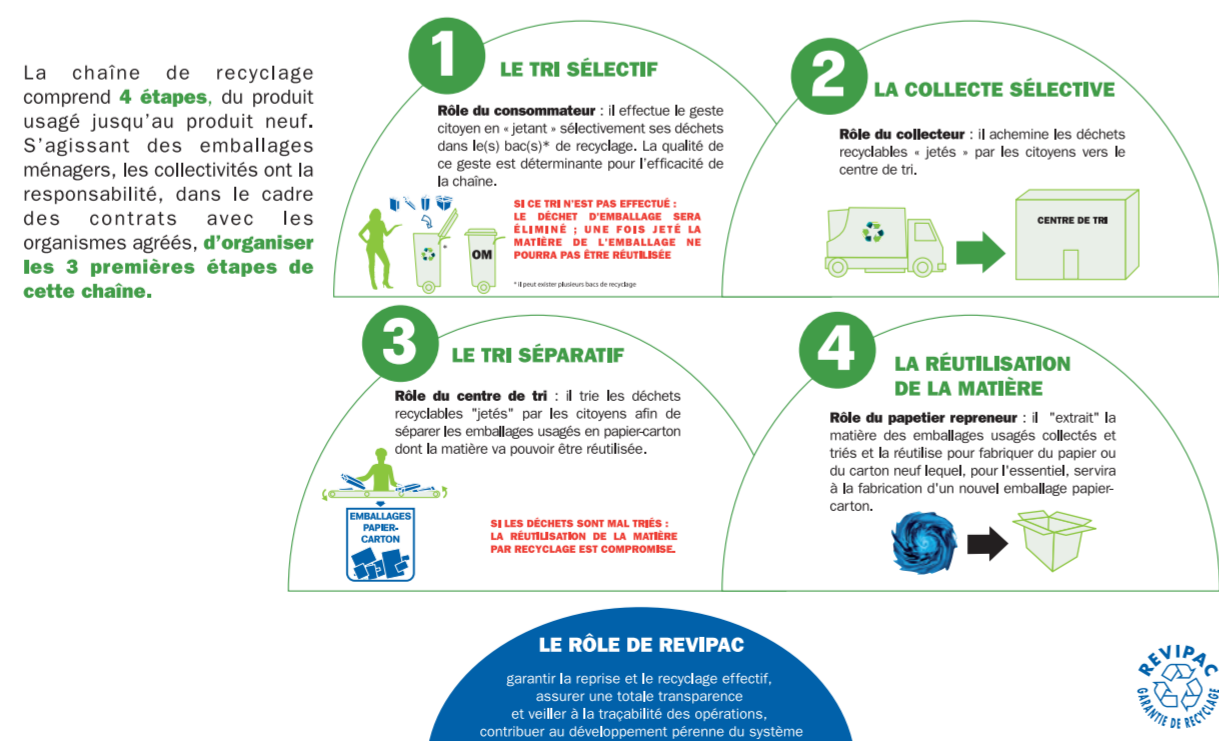 La chaîne de recyclage
comprend 4 étapes, du produit
usagé jusqu'au produit neuf.
S'agissant des emballages
ménagers, les collectivités ont la
responsabilité, dans le cadre
des contrats avec les
organismes agréés, d'organiser
les 3 premières étapes de
cette chaîne.
1
LE TRI SÉLECTIF
Rôle du consommateur : il effectue le geste
citoyen en « jetant » sélectivement ses déchets
dans le(s) bac(s)* de recyclage. La qualité de
ce geste est déterminante pour l'efficacité de
la chaîne.
*
OM
SI CE TRI N'EST PAS EFFECTUÉ :
LE DÉCHET D'EMBALLAGE SERA
ÉLIMINÉ ; UNE FOIS JETÉ LA
MATIÈRE DE L'EMBALLAGE NE
POURRA PAS ÊTRE RÉUTILISÉE
* Il peut exister plusieurs bacs de recyclage
2
LA COLLECTE SÉLECTIVE
Rôle du collecteur : il achemine les déchets
recyclables « jetés » par les citoyens vers le
centre de tri.
CENTRE DE TRI
3
LE TRI SÉPARATIF
Rôle du centre de tri : il trie les déchets
recyclables "jetés" par les citoyens afin de
séparer les emballages usagés en papier-carton
dont la matière va pouvoir être réutilisée.
EMBALLAGES
PAPIER-
CARTON
SI LES DÉCHETS SONT MAL TRIÉS :
LA RÉUTILISATION DE LA MATIÈRE
PAR RECYCLAGE EST COMPROMISE.
4
LA RÉUTILISATION
DE LA MATIÈRE
Rôle du papetier repreneur : il "extrait" la
matière des emballages usagés collectés et
triés et la réutilise pour fabriquer du papier ou
du carton neuf lequel, pour l'essentiel, servira
à la fabrication d'un nouvel emballage papier-
carton.
LE RÔLE DE REVIPAC
garantir la reprise et le recyclage effectif,
assurer une totale transparence
et veiller à la traçabilité des opérations,
contribuer au développement pérenne du système
REVIPAC
GARANTIE DE RECYCLAGE